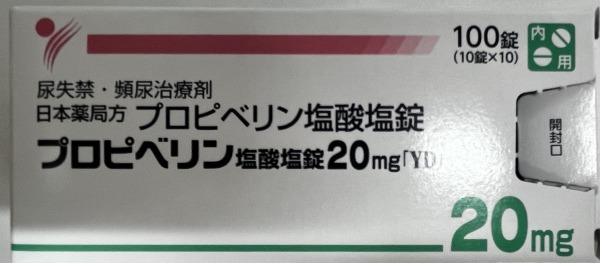 100錠
(10錠×10)
内
用
尿失禁・頻尿治療剤
日本薬局方 プロピベリン塩酸塩錠
プロピベリン塩酸塩錠20mg「YD」
開封口
20mg